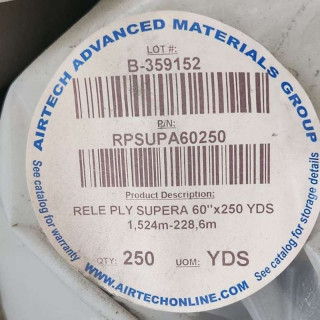 AIRTECH ADVANCED MATERIALS GROUP
LOT #:
B-359152
P/N:
RPSUPA60250
Product Description:
RELE PLY SUPERA 60"x250 YDS
1,524m-228,6m
QTY: 250 UOM: YDS
See catalog for warranty
See catalog for storage details
WWW.AIRTECHONLINE.COM